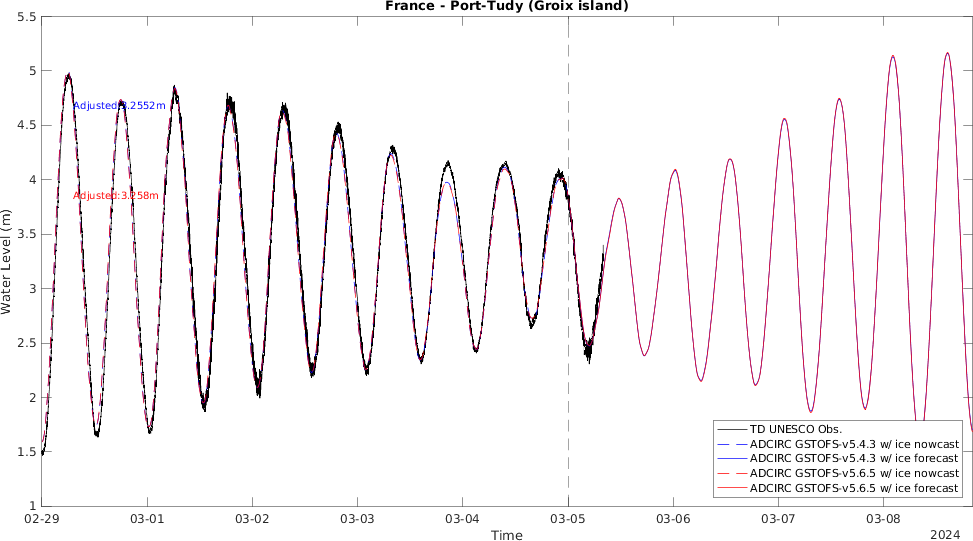 France - Port-Tudy (Groix island)
5.5
5
4.5
4
3.5
3
2.5
2
1.5
1
Water Level (m)
Adjusted:3.2552m
Adjusted:3.258m
TD UNESCO Obs.
ADCIRC GSTOFS-v5.4.3 w/ ice nowcast
ADCIRC GSTOFS-v5.4.3 w/ ice forecast
ADCIRC GSTOFS-v5.6.5 w/ ice nowcast
ADCIRC GSTOFS-v5.6.5 w/ ice forecast
02-29 03-01 03-02 03-03 03-04 03-05 03-06 03-07 03-08
Time
2024